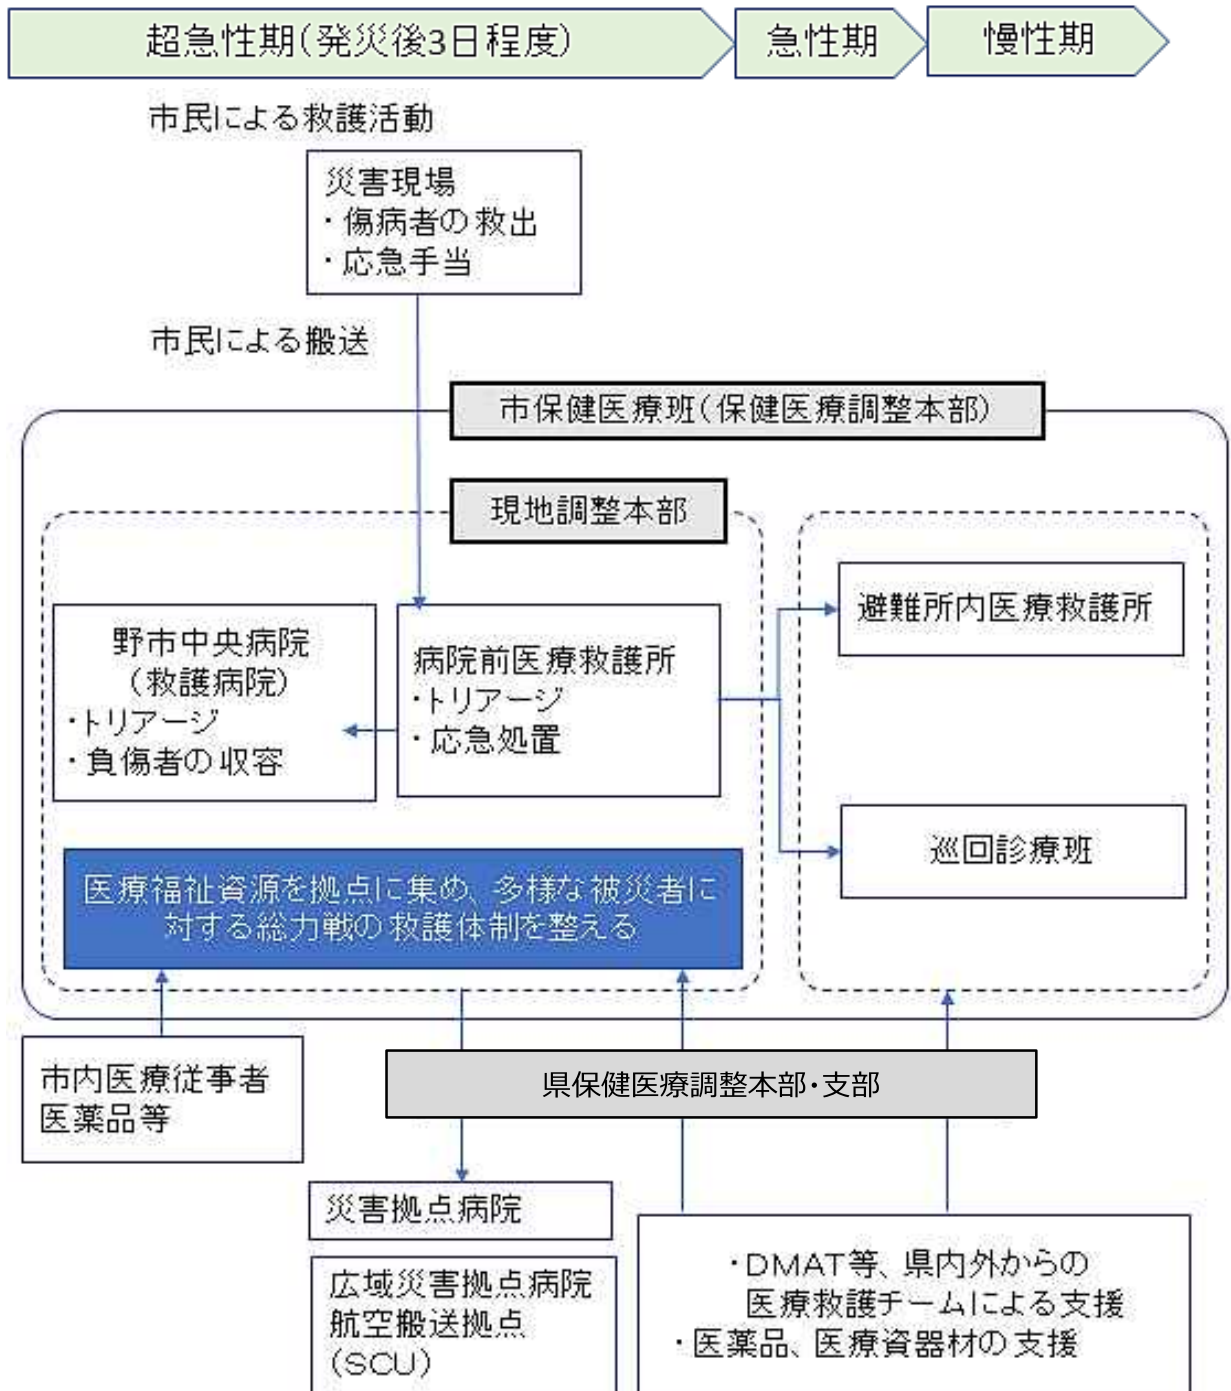 超急性期(発災後3日程度)
急性期
慢性期
市民による救護活動
災害現場
・傷病者の救出
・応急手当
市民による搬送
市保健医療班(保健医療調整本部)
現地調整本部
野市中央病院
(救護病院)
・トリアージ
・負傷者の収容
病院前医療救護所
・トリアージ
・応急処置
避難所内医療救護所
巡回診療班
医療福祉資源を拠点に集め、多様な被災者に
対する総力戦の救護体制を整える
市内医療従事者
医薬品等
県保健医療調整本部・支部
災害拠点病院
広域災害拠点病院
航空搬送拠点
(SCU)
・DMAT等、県内外からの
医療救護チームによる支援
・医薬品、医療資器材の支援